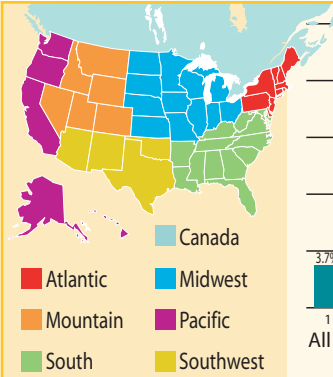 Canada
Atlantic
Midwest
Mountain
Pacific
South
Southwest
3.7%
1
All